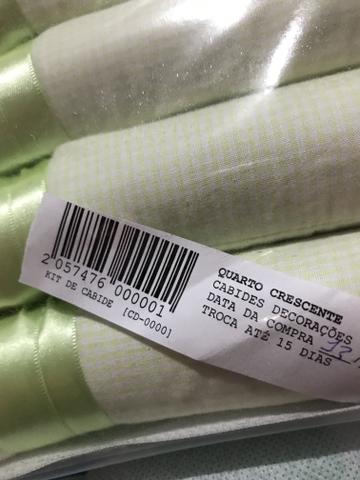 2 057476 000001
KIT DE CABIDE [CD-0000]
QUARTO CRESCENTE
CABIDES DECORAÇÕES
DATA DA COMPRA
TROCA ATÉ 15 DIAS